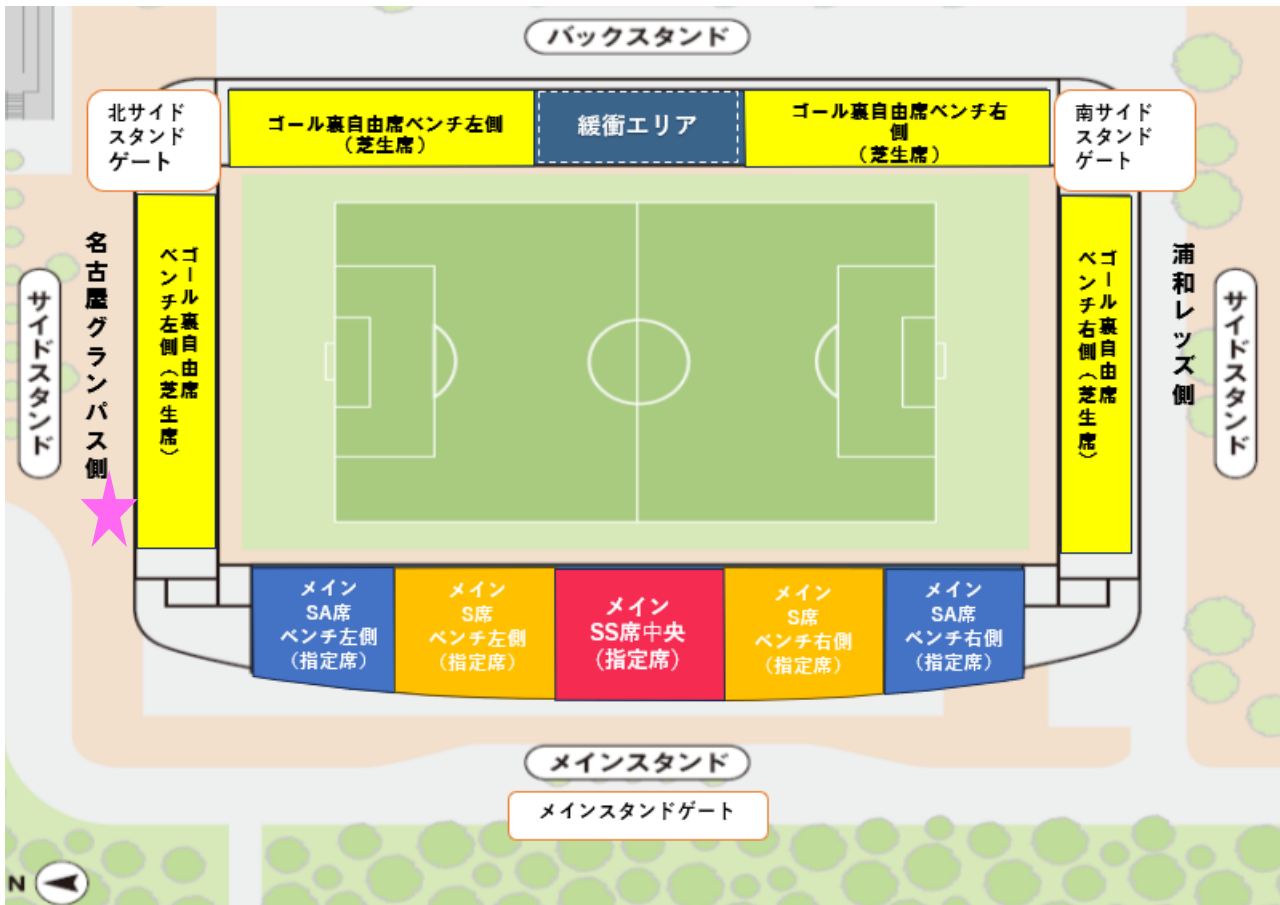 バックスタンド
北サイド
スタンド
ゲート
ゴール裏自由席ベンチ左側
（芝生席）
緩衝エリア
ゴール裏自由席ベンチ右
側
（芝生席）
南サイド
スタンド
ゲート
サイドスタンド
名古屋グランパス側
ゴール裏自由席
ベンチ左側（芝生席）
ゴール裏自由席
ベンチ右側（芝生席）
浦和レッズ側
サイドスタンド
メイン
SA席
ベンチ左側
（指定席）
メイン
S席
ベンチ左側
（指定席）
メイン
SS席中央
（指定席）
メイン
S席
ベンチ右側
（指定席）
メイン
SA席
ベンチ右側
（指定席）
メインスタンド
メインスタンドゲート
N